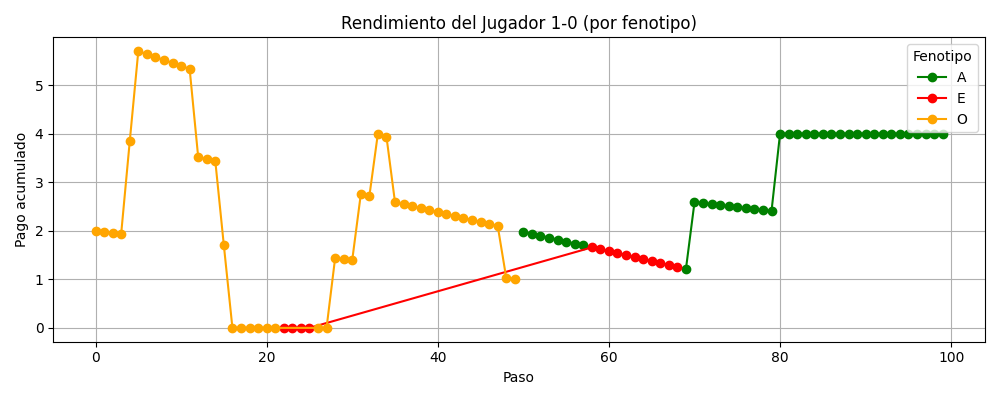 Rendimiento del Jugador 1-0 (por fenotipo)
Pago acumulado
5
4
3
2
1
0
Fenotipo
A
E
O
0 20 40 60 80 100
Paso